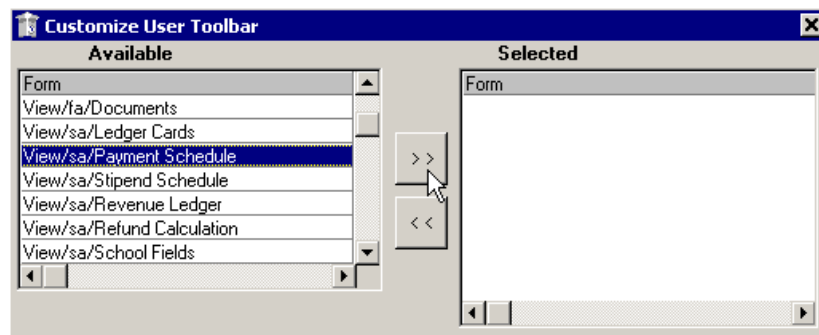 Customize User Toolbar
Available
Selected
Form
View/fa/Documents
View/sa/Ledger Cards
View/sa/Payment Schedule
View/sa/Stipend Schedule
View/sa/Revenue Ledger
View/sa/Refund Calculation
View/sa/School Fields
>>
<<
Form